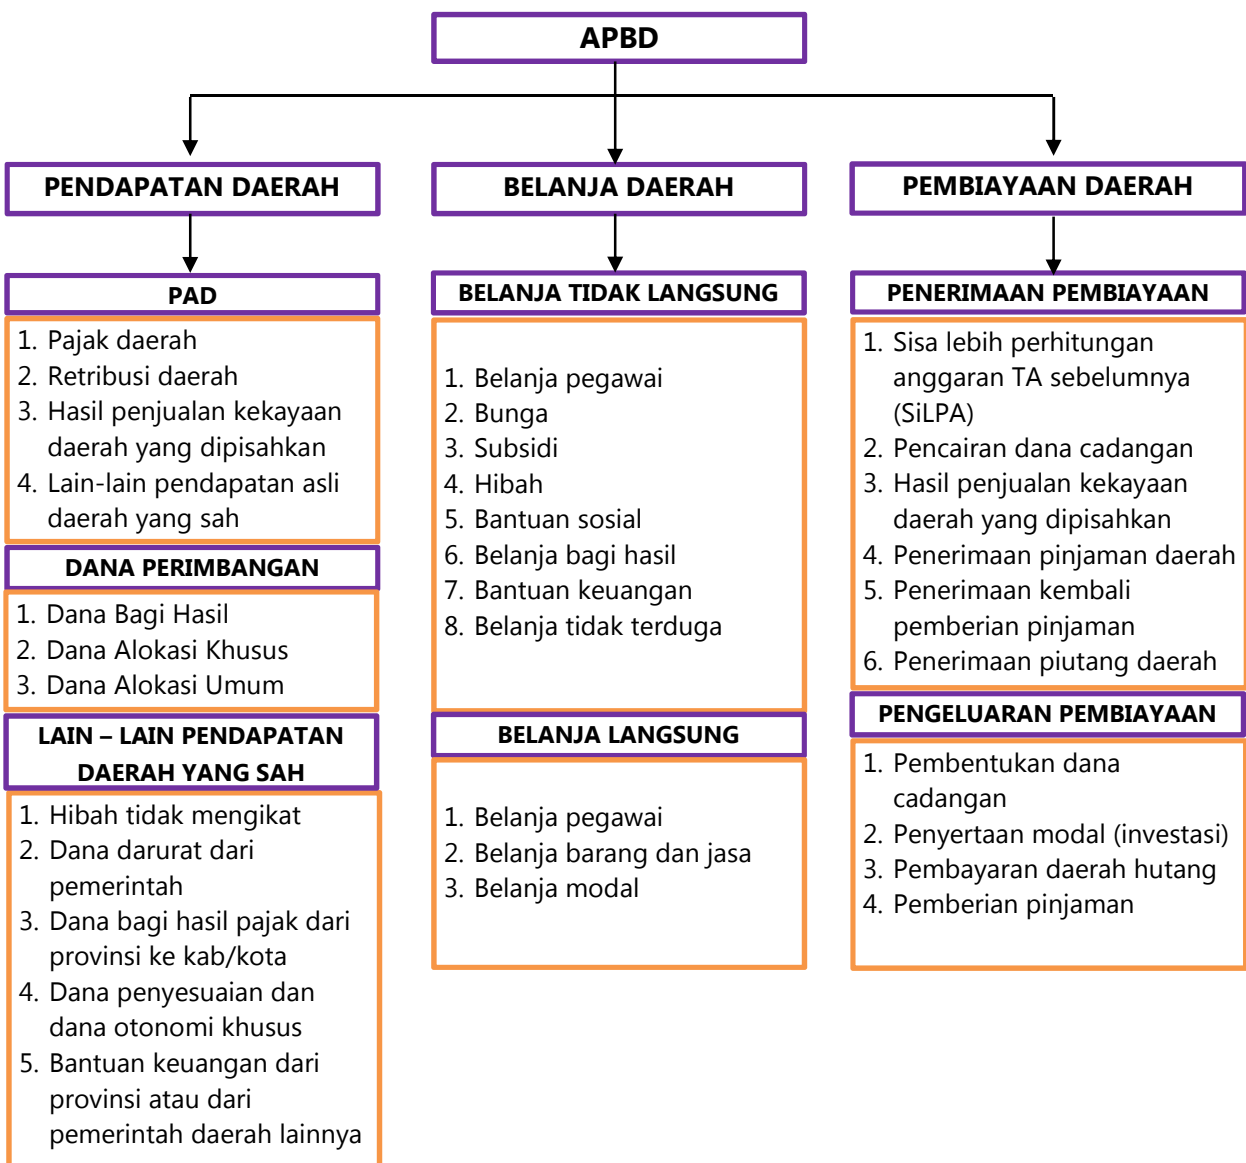 APBD
PENDAPATAN DAERAH
PAD
1. Pajak daerah
2. Retribusi daerah
3. Hasil penjualan kekayaan
daerah yang dipisahkan
4. Lain-lain pendapatan asli
daerah yang sah
DANA PERIMBANGAN
1. Dana Bagi Hasil
2. Dana Alokasi Khusus
3. Dana Alokasi Umum
LAIN – LAIN PENDAPATAN
DAERAH YANG SAH
1. Hibah tidak mengikat
2. Dana darurat dari
pemerintah
3. Dana bagi hasil pajak dari
provinsi ke kab/kota
4. Dana penyesuaian dan
dana otonomi khusus
5. Bantuan keuangan dari
provinsi atau dari
pemerintah daerah lainnya
BELANJA DAERAH
BELANJA TIDAK LANGSUNG
1. Belanja pegawai
2. Bunga
3. Subsidi
4. Hibah
5. Bantuan sosial
6. Belanja bagi hasil
7. Bantuan keuangan
8. Belanja tidak terduga
BELANJA LANGSUNG
1. Belanja pegawai
2. Belanja barang dan jasa
3. Belanja modal
PEMBIAYAAN DAERAH
PENERIMAAN PEMBIAYAAN
1. Sisa lebih perhitungan
anggaran TA sebelumnya
(SiLPA)
2. Pencairan dana cadangan
3. Hasil penjualan kekayaan
daerah yang dipisahkan
4. Penerimaan pinjaman daerah
5. Penerimaan kembali
pemberian pinjaman
6. Penerimaan piutang daerah
PENGELUARAN PEMBIAYAAN
1. Pembentukan dana
cadangan
2. Penyertaan modal (investasi)
3. Pembayaran daerah hutang
4. Pemberian pinjaman